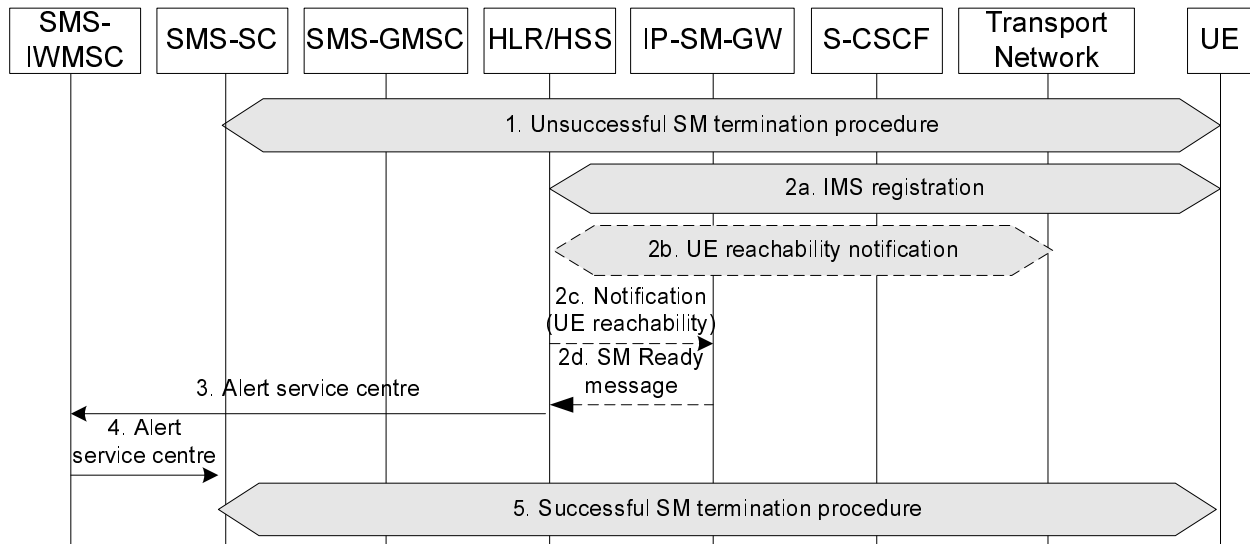 SMS-
IWMSC
SMS-SC
SMS-GMSC
HLR/HSS
IP-SM-GW
S-CSCF
Transport
Network
UE
1. Unsuccessful SM termination procedure
2a. IMS registration
2b. UE reachability notification
2c. Notification
(UE reachability)
2d. SM Ready
message
3. Alert service centre
4. Alert
service centre
5. Successful SM termination procedure